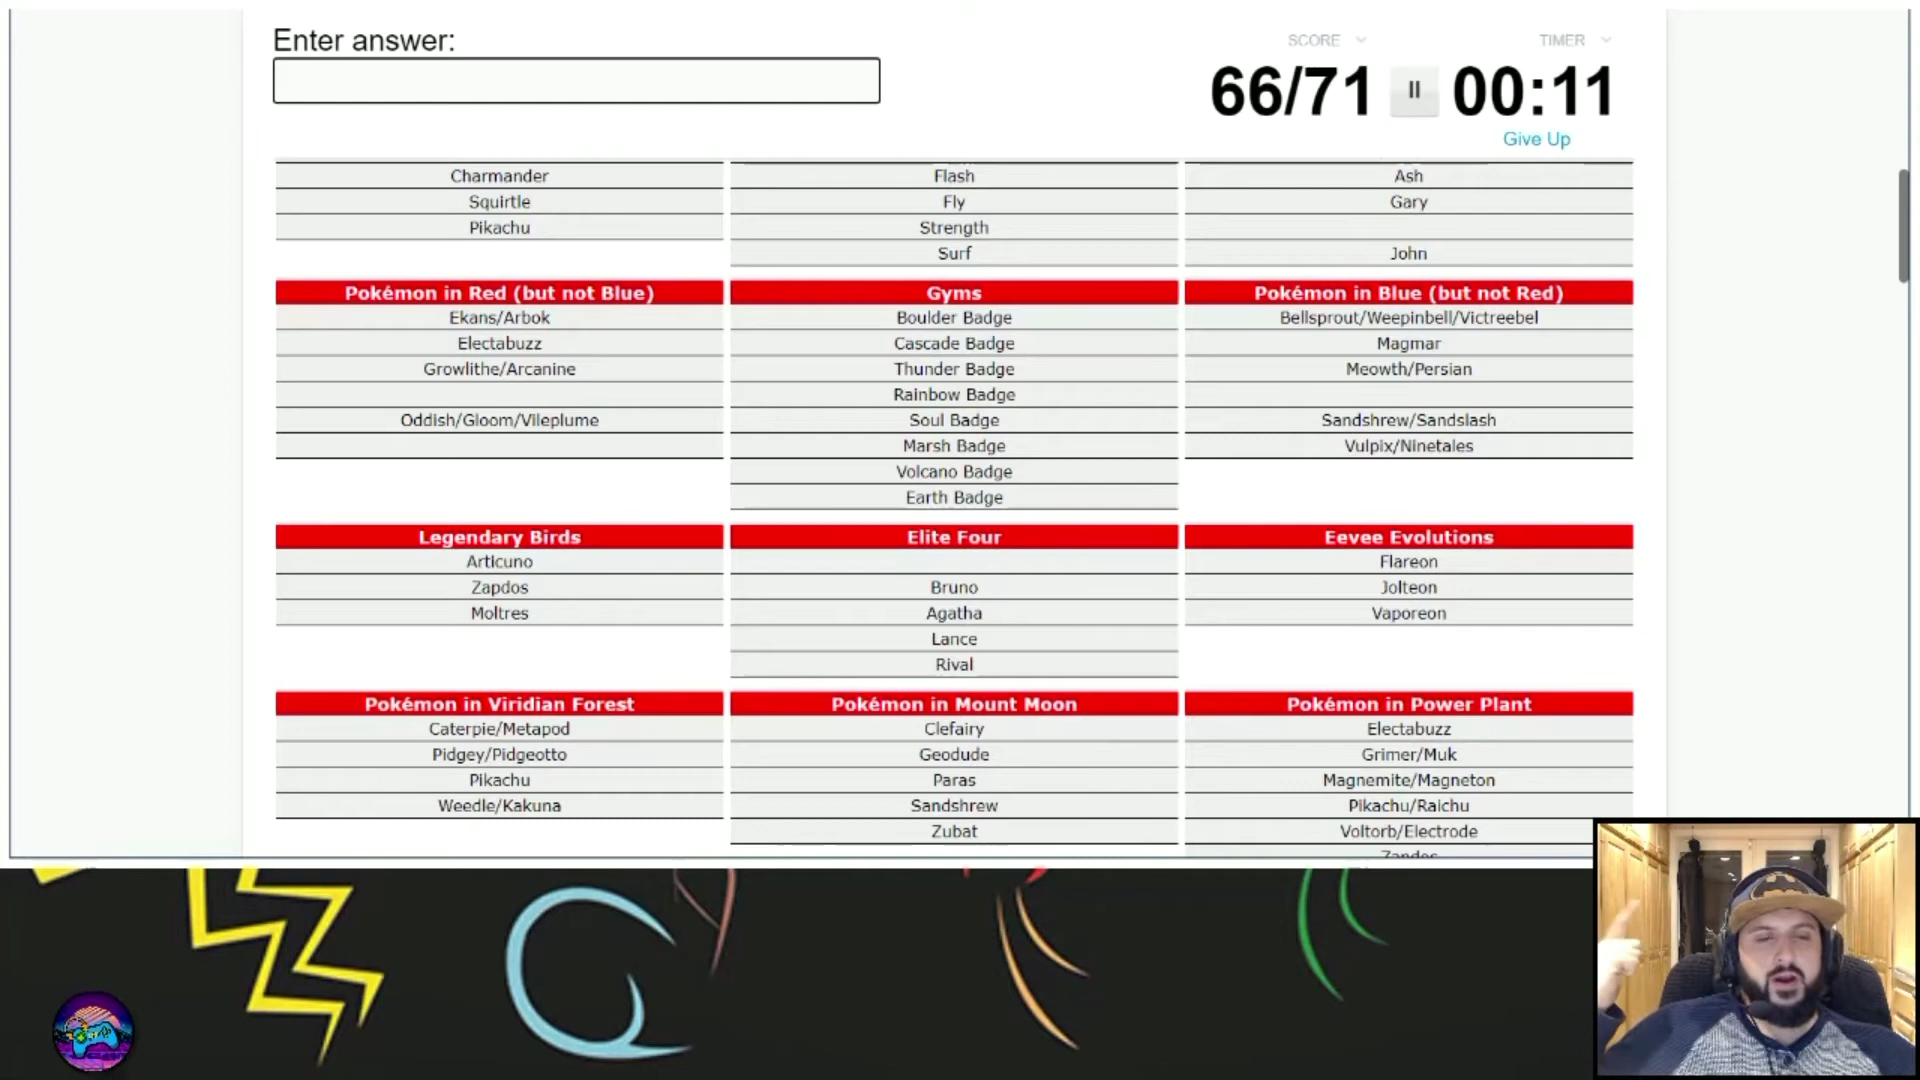 Enter answer:
SCORE
TIMER
66/71
00:11
Give Up
Charmander
Squirtle
Pikachu
Flash
Fly
Strength
Surf
Ash
Gary
John
Pokémon in Red (but not Blue)
Ekans/Arbok
Electabuzz
Growlithe/Arcanine
Oddish/Gloom/Vileplume
Gyms
Boulder Badge
Cascade Badge
Thunder Badge
Rainbow Badge
Soul Badge
Marsh Badge
Volcano Badge
Earth Badge
Pokémon in Blue (but not Red)
Bellsprout/Weepinbell/Victreebel
Magmar
Meowth/Persian
Sandshrew/Sandslash
Vulpix/Ninetales
Legendary Birds
Articuno
Zapdos
Moltres
Elite Four
Bruno
Agatha
Lance
Rival
Eevee Evolutions
Flareon
Jolteon
Vaporeon
Pokémon in Viridian Forest
Caterpie/Metapod
Pidgey/Pidgeotto
Pikachu
Weedle/Kakuna
Pokémon in Mount Moon
Clefairy
Geodude
Paras
Sandshrew
Zubat
Pokémon in Power Plant
Electabuzz
Grimer/Muk
Magnemite/Magneton
Pikachu/Raichu
Voltorb/Electrode
Zapdos